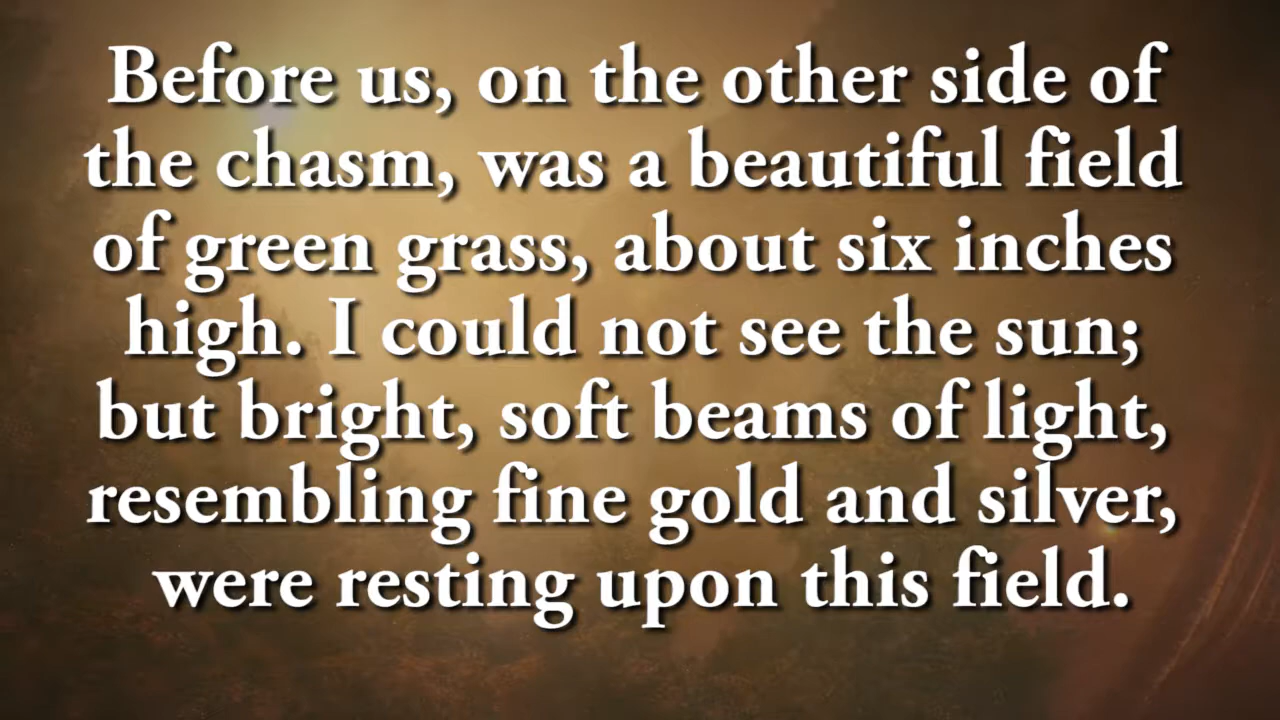 Before us, on the other side of
the chasm, was a beautiful field
of green grass, about six inches
high. I could not see the sun;
but bright, soft beams of light,
resembling fine gold and silver,
were resting upon this field.